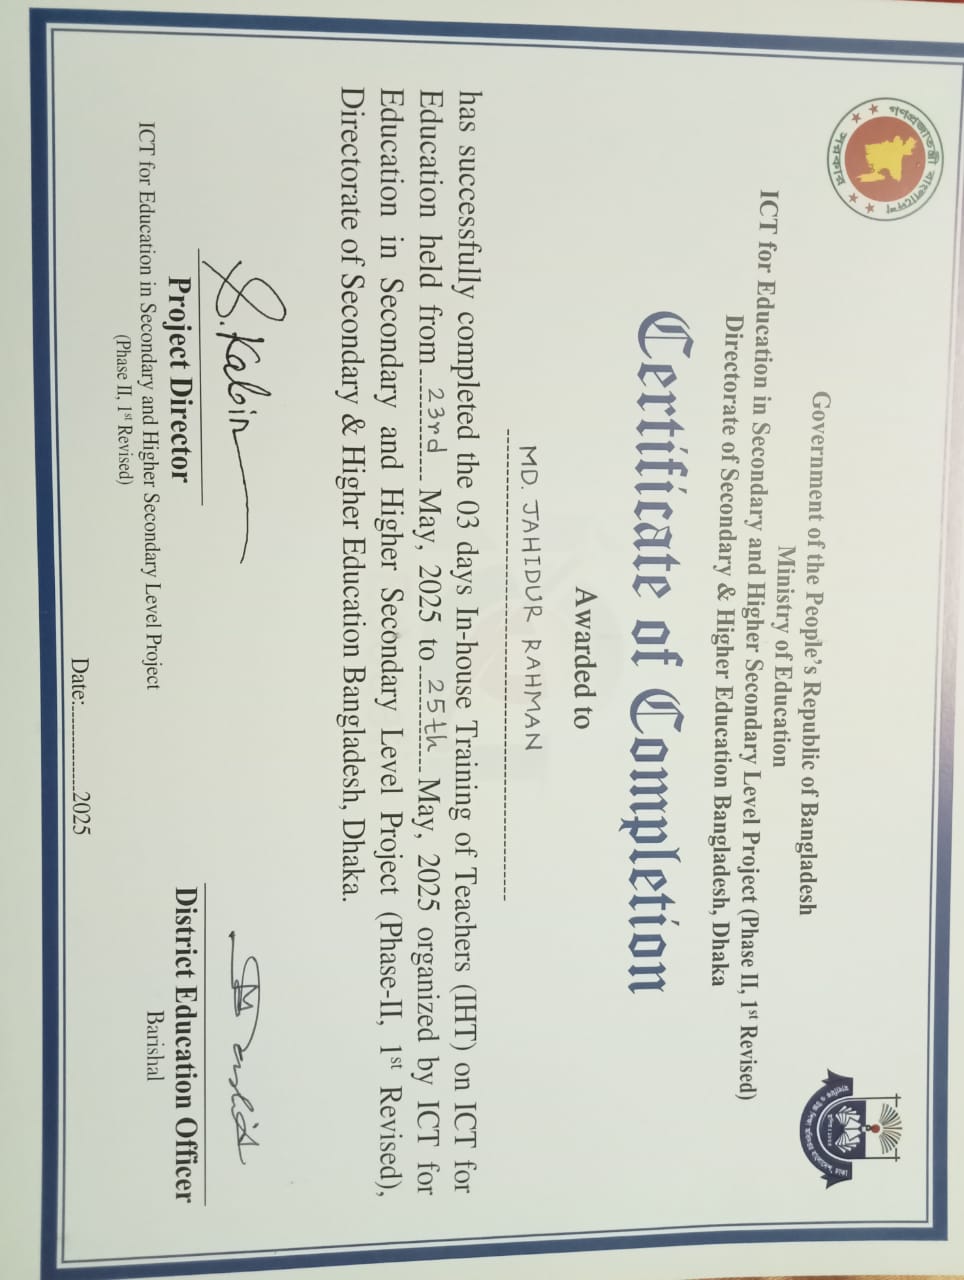 গণপ্রজাতন্ত্রী বাংলাদেশ সরকার
Government of the People's Republic of Bangladesh
Ministry of Education
ICT for Education in Secondary and Higher Secondary Level Project (Phase II, 1st Revised)
Directorate of Secondary & Higher Education Bangladesh, Dhaka
Certificate of Completion
Awarded to
MD. JAHIDUR RAHMAN
has successfully completed the 03 days In-house Training of Teachers (IHT) on ICT for
Education held from 23rd May, 2025 to 25th May, 2025 organized by ICT for
Education in Secondary and Higher Secondary Level Project (Phase-II, 1st Revised),
Directorate of Secondary & Higher Education Bangladesh, Dhaka.
S. Kabir
Project Director
ICT for Education in Secondary and Higher Secondary Level Project
(Phase II, 1st Revised)
District Education Officer
Barishal
Date:............2025